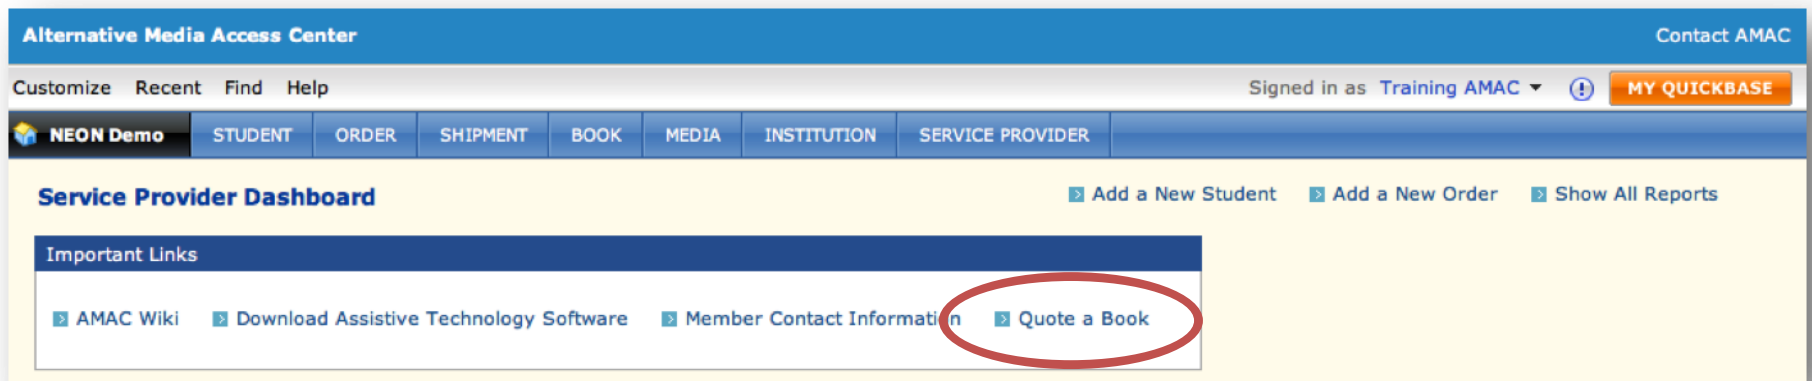 Alternative Media Access Center Contact AMAC
Customize Recent Find Help Signed in as Training AMAC MY QUICKBASE
NEON Demo STUDENT ORDER SHIPMENT BOOK MEDIA INSTITUTION SERVICE PROVIDER
Service Provider Dashboard Add a New Student Add a New Order Show All Reports
Important Links
AMAC Wiki Download Assistive Technology Software Member Contact Information Quote a Book